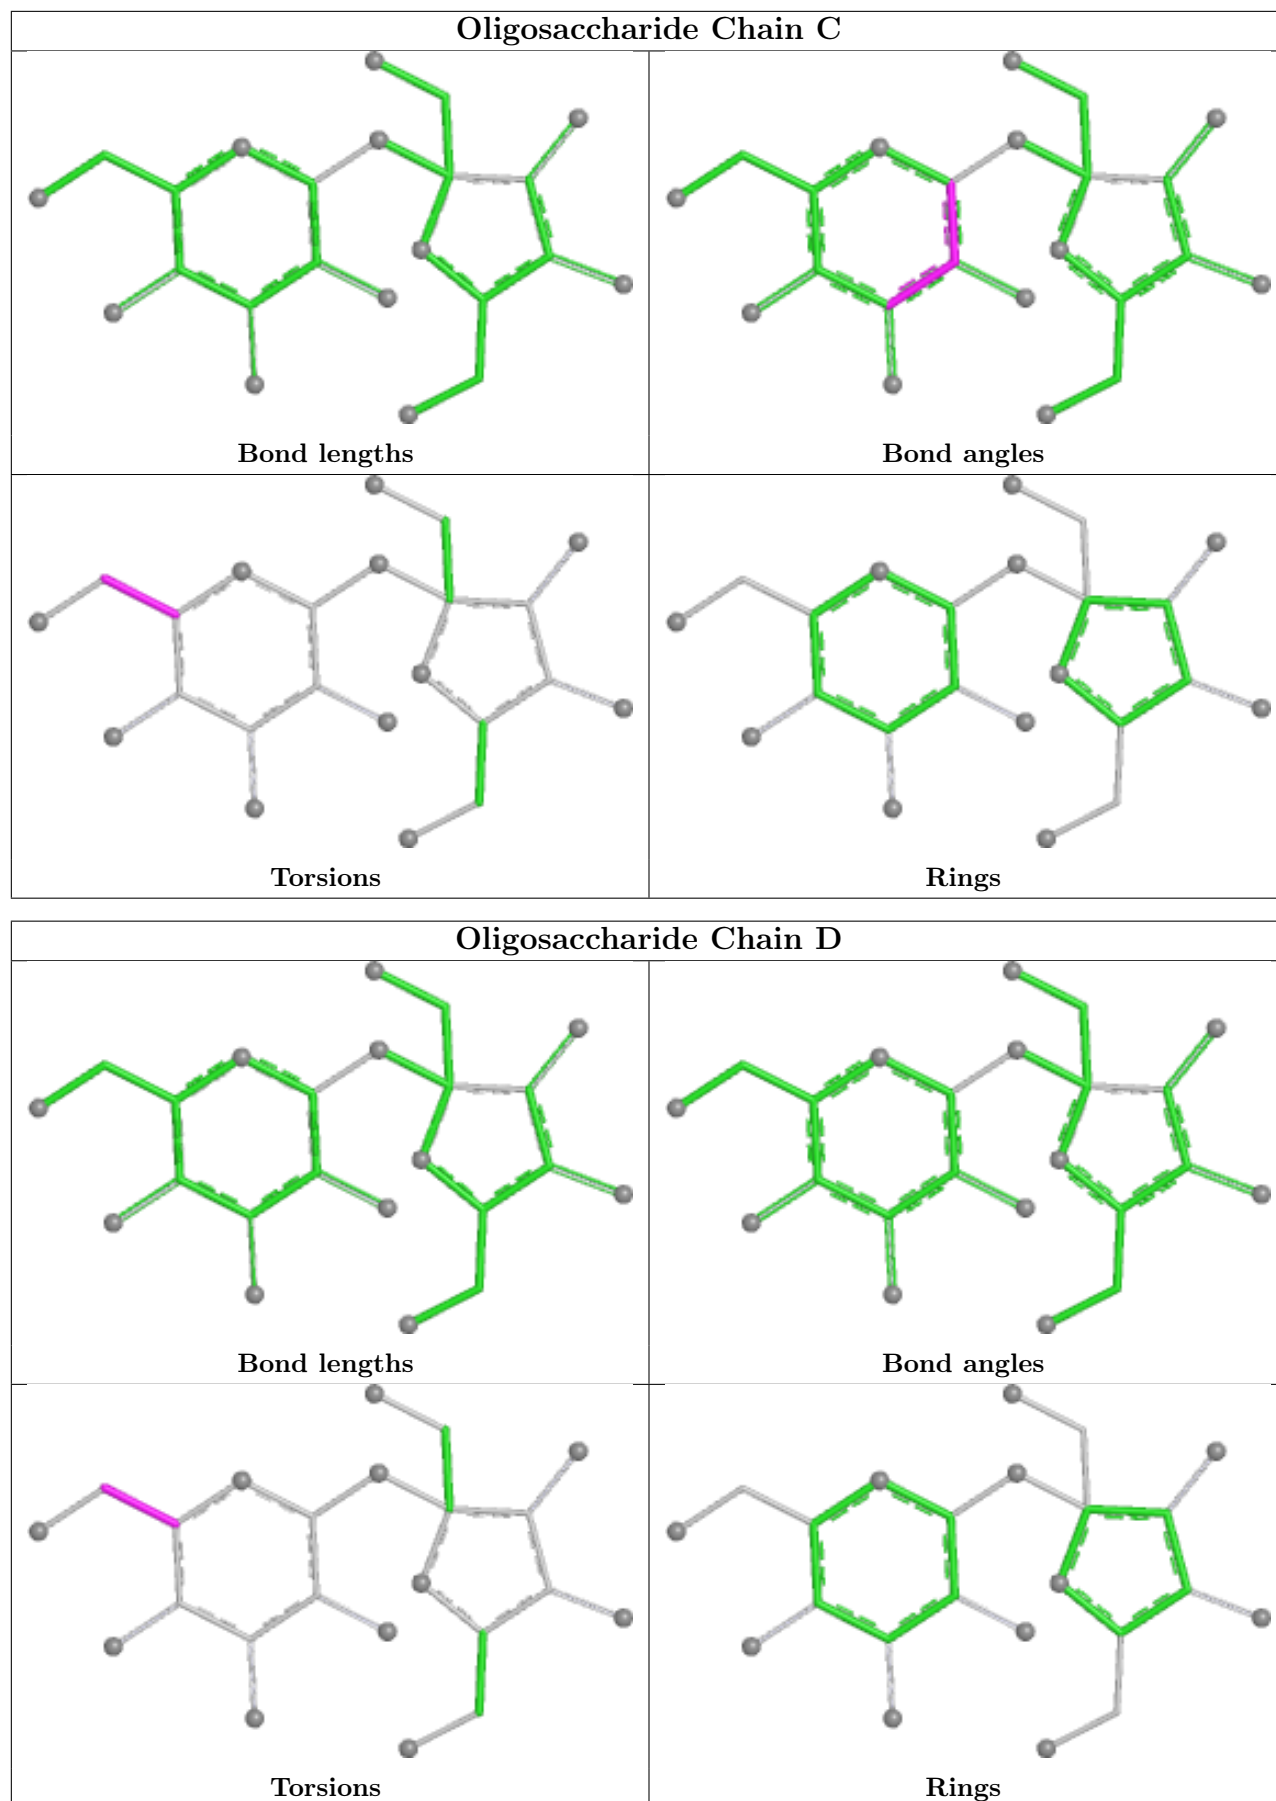 Oligosaccharide Chain C
Bond lengths
Bond angles
Torsions
Rings
Oligosaccharide Chain D
Bond lengths
Bond angles
Torsions
Rings